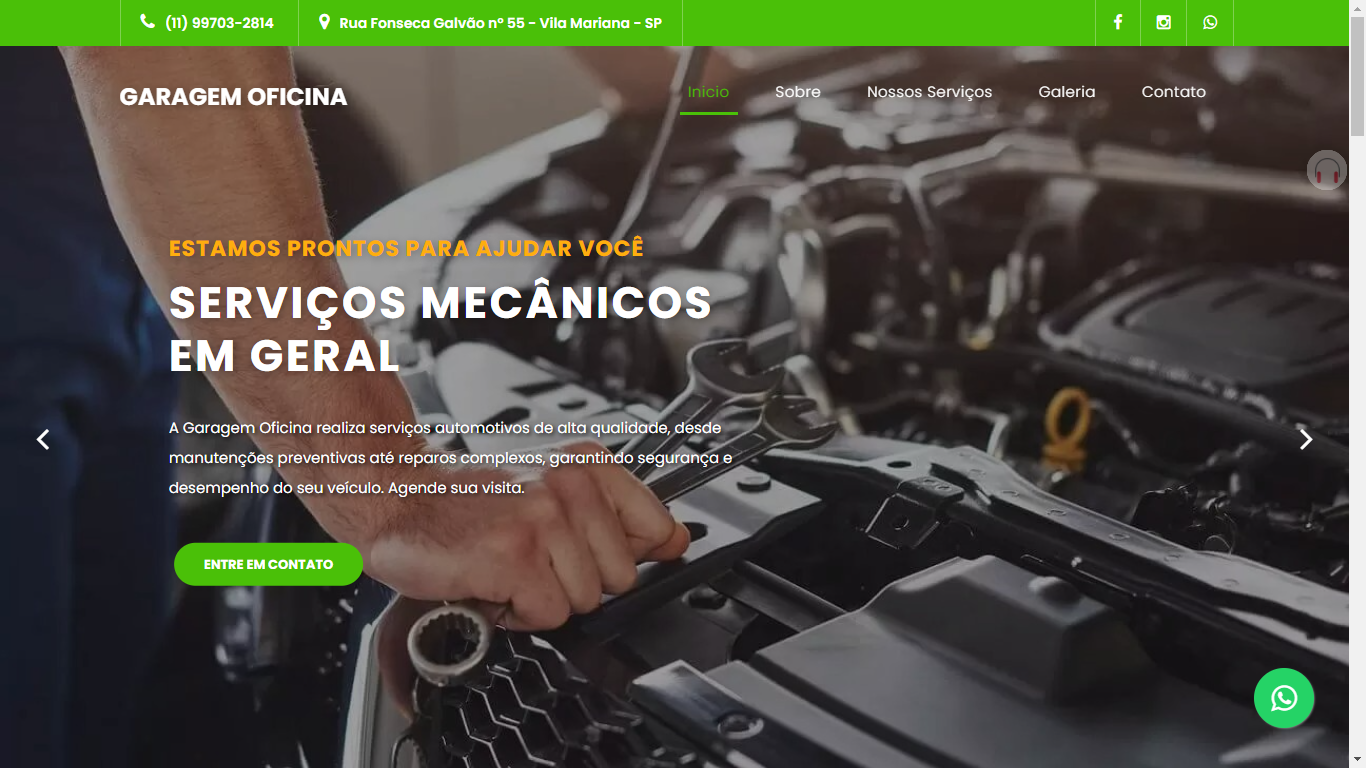 (11) 99703-2814
Rua Fonseca Galvão nº 55 - Vila Mariana - SP
GARAGEM OFICINA
Inicio
Sobre
Nossos Serviços
Galeria
Contato
ESTAMOS PRONTOS PARA AJUDAR VOCÊ
SERVIÇOS MECÂNICOS
EM GERAL
A Garagem Oficina realiza serviços automotivos de alta qualidade, desde
manutenções preventivas até reparos complexos, garantindo segurança e
desempenho do seu veículo. Agende sua visita.
ENTRE EM CONTATO